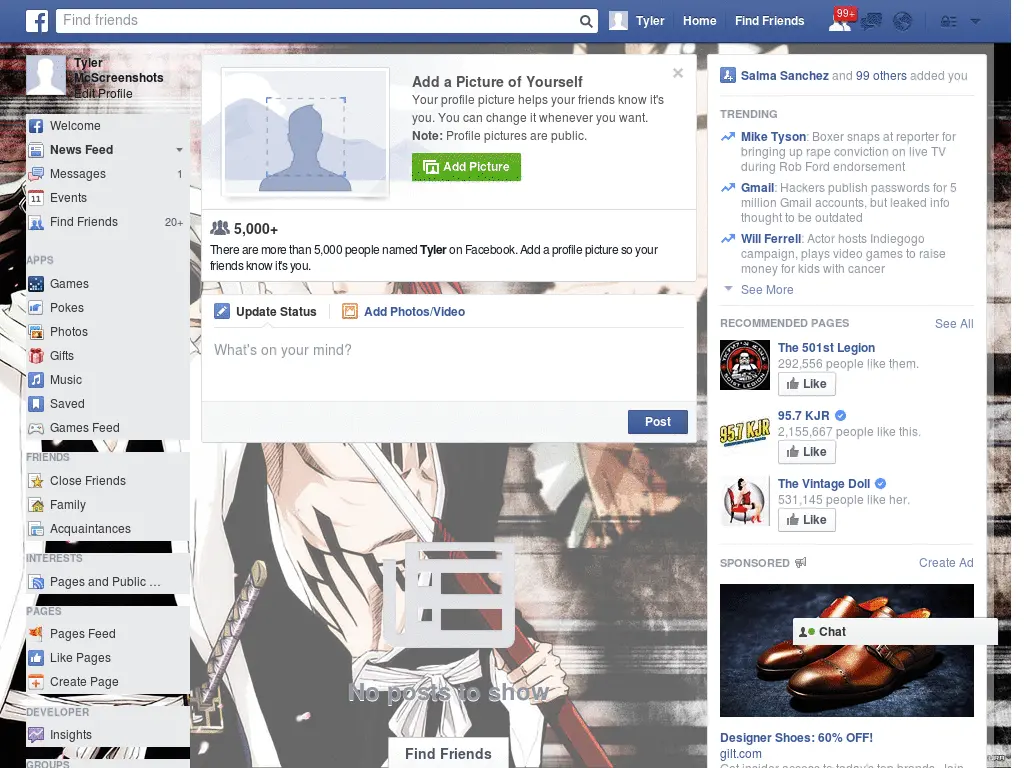 Find friends
Tyler
Home
Find Friends
99+
Tyler
McScreenshots
Edit Profile
Welcome
News Feed
Messages
1
11
Events
Find Friends
20+
APPS
Games
Pokes
Photos
Gifts
Music
Saved
Games Feed
FRIENDS
Close Friends
Family
Acquaintances
INTERESTS
Pages and Public ...
PAGES
Pages Feed
Like Pages
Create Page
DEVELOPER
Insights
GROUPS
Add a Picture of Yourself
Your profile picture helps your friends know it's
you. You can change it whenever you want.
Note: Profile pictures are public.
Add Picture
5,000+
There are more than 5,000 people named Tyler on Facebook. Add a profile picture so your
friends know it's you.
Update Status
Add Photos/Video
What's on your mind?
Post
No posts to show
Find Friends
Salma Sanchez and 99 others added you
TRENDING
Mike Tyson: Boxer snaps at reporter for
bringing up rape conviction on live TV
during Rob Ford endorsement
Gmail: Hackers publish passwords for 5
million Gmail accounts, but leaked info
thought to be outdated
Will Ferrell: Actor hosts Indiegogo
campaign, plays video games to raise
money for kids with cancer
See More
RECOMMENDED PAGES
See All
The 501st Legion
292,556 people like them.
Like
95.7 KJR
95.7 KJR
2,155,667 people like this.
Like
The Vintage Doll
531,145 people like her.
Like
SPONSORED
Create Ad
Chat
Designer Shoes: 60% OFF!
gilt.com
Get insider access to today's top brands. Join